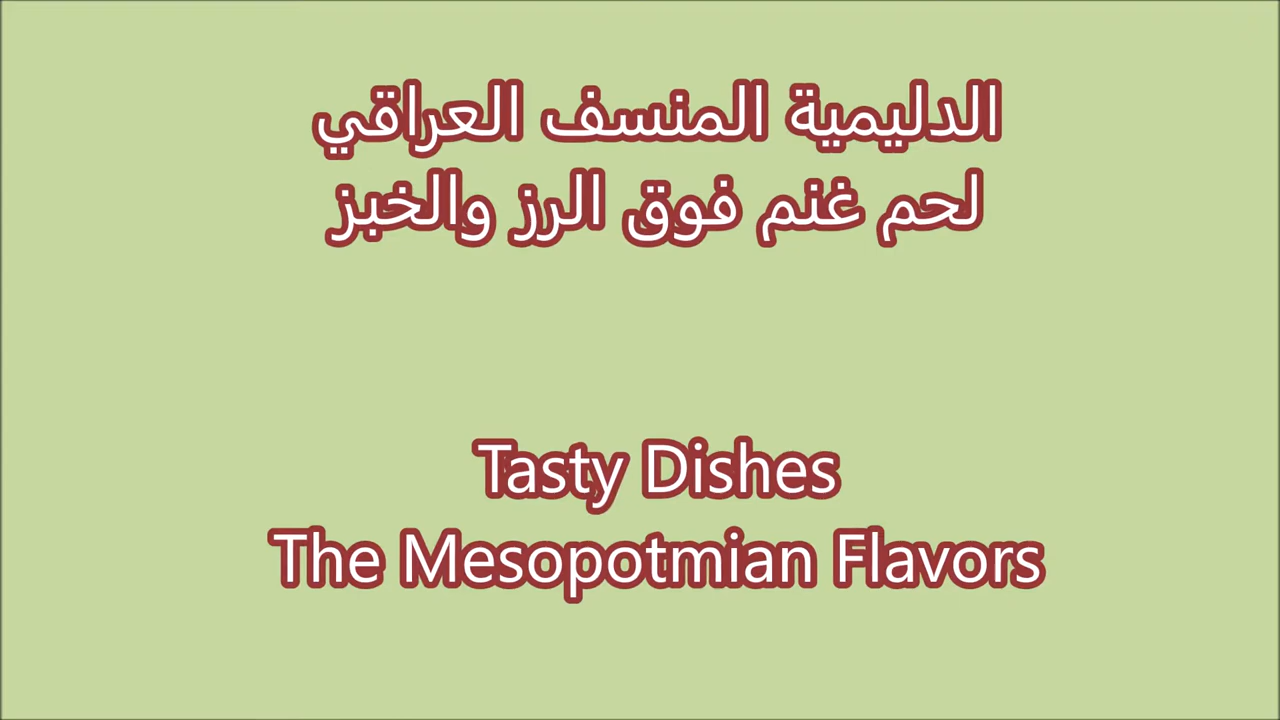 الدليمية المنسف العراقي
لحم غنم فوق الرز والخبز
Tasty Dishes
The Mesopotmian Flavors